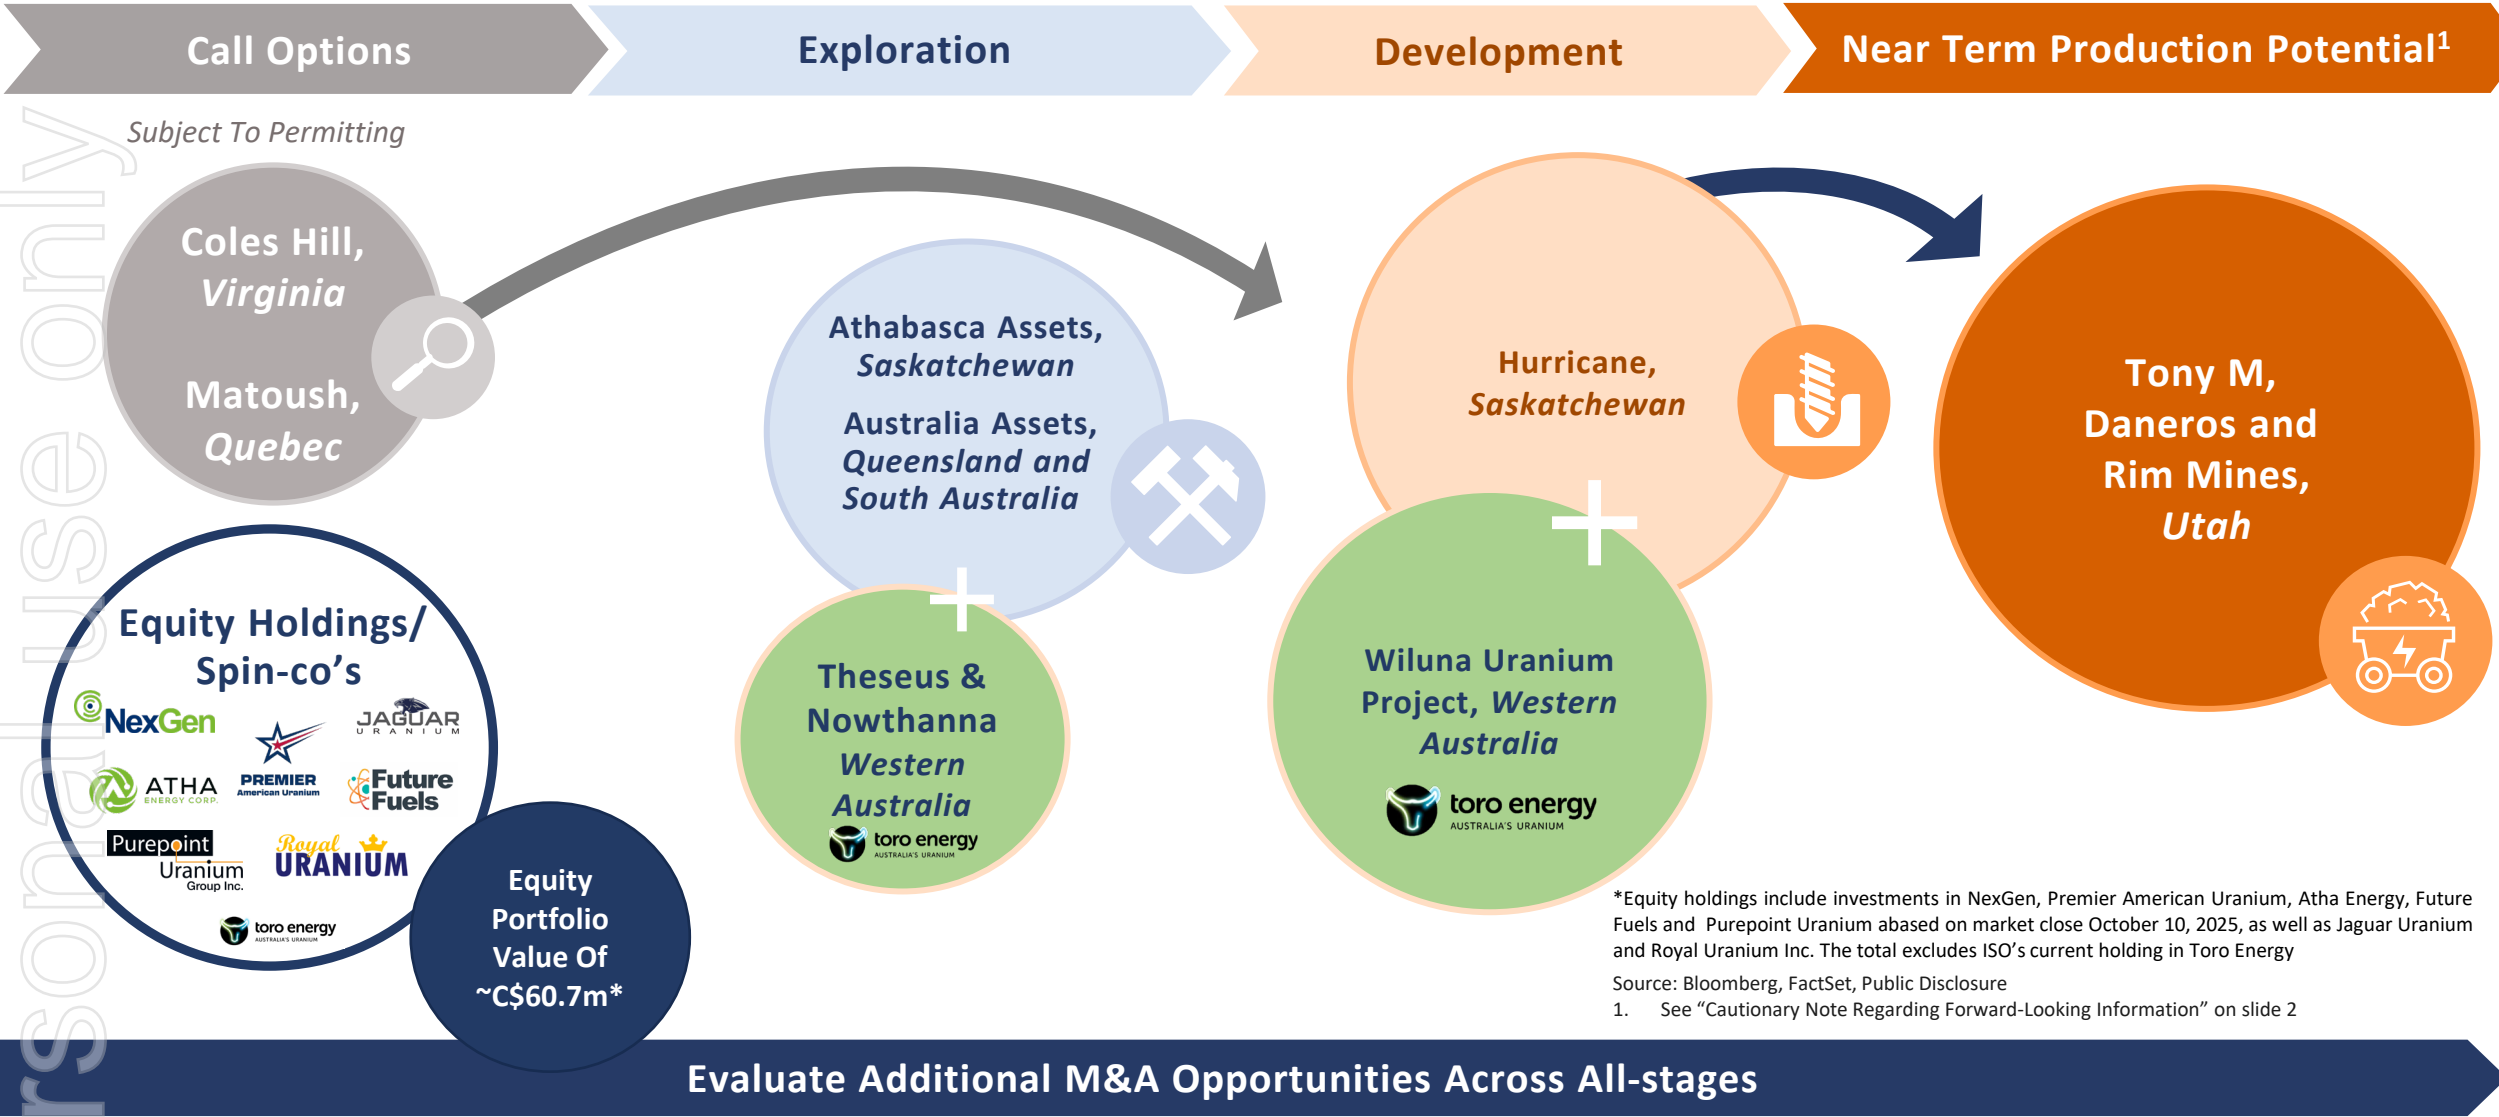 Call Options
Exploration
Development
Near Term Production Potential¹
Subject To Permitting
Coles Hill,
Virginia
Matoush,
Quebec
Equity Holdings/
Spin-co’s
NexGen
JAGUAR
URANIUM
PREMIER
American Uranium
ATHA
ENERGY CORP.
Future
Fuels
Purepoint
Uranium
Group Inc.
Royal
URANIUM
toro energy
AUSTRALIA'S URANIUM
Equity
Portfolio
Value Of
~C$60.7m*
Athabasca Assets,
Saskatchewan
Australia Assets,
Queensland and
South Australia
Theseus &
Nowthanna
Western
Australia
toro energy
AUSTRALIA'S URANIUM
Hurricane,
Saskatchewan
Wiluna Uranium
Project, Western
Australia
toro energy
AUSTRALIA'S URANIUM
Tony M,
Daneros and
Rim Mines,
Utah
*Equity holdings include investments in NexGen, Premier American Uranium, Atha Energy, Future
Fuels and Purepoint Uranium abased on market close October 10, 2025, as well as Jaguar Uranium
and Royal Uranium Inc. The total excludes ISO’s current holding in Toro Energy
Source: Bloomberg, FactSet, Public Disclosure
1. See “Cautionary Note Regarding Forward-Looking Information” on slide 2
Evaluate Additional M&A Opportunities Across All-stages
rsonal use only